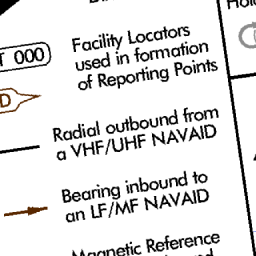 Facility Locators
T 000
used in formation
of Reporting Points
D
Radial outbound from
a VHF/UHF NAVAID
Bearing inbound to
an LF/MF NAVAID
Magnetic Reference